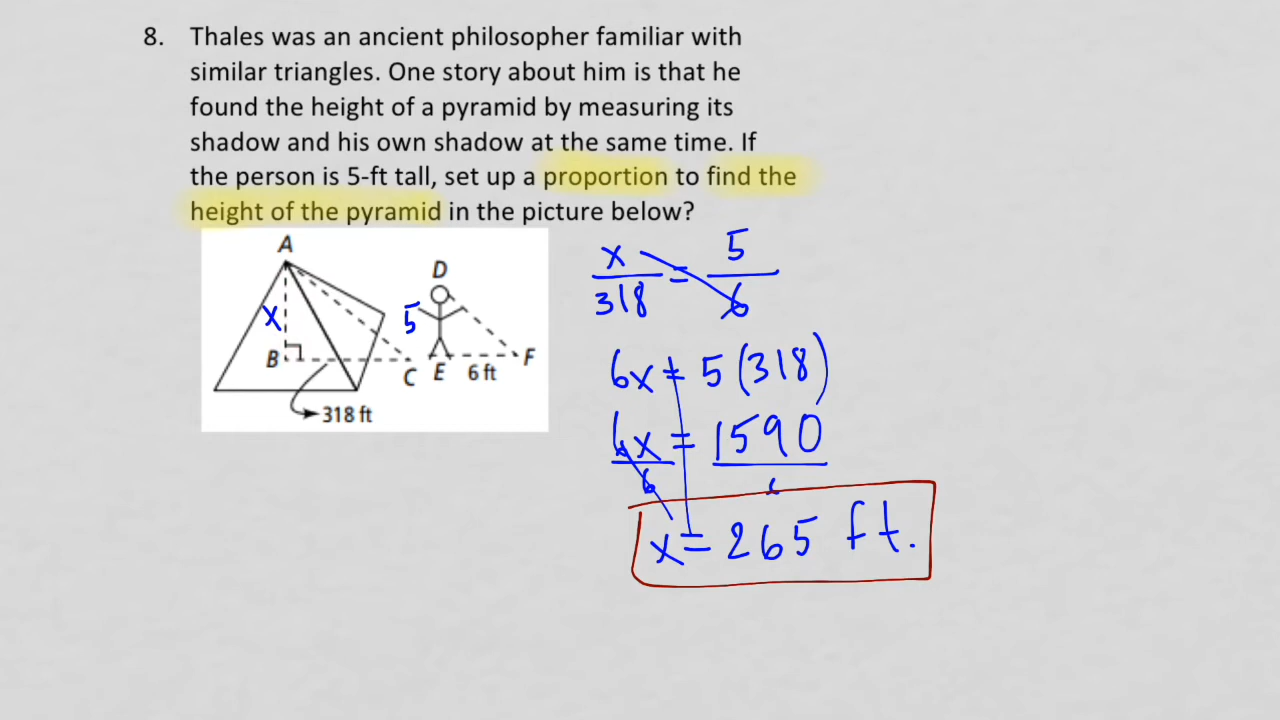 8. Thales was an ancient philosopher familiar with
similar triangles. One story about him is that he
found the height of a pyramid by measuring its
shadow and his own shadow at the same time. If
the person is 5-ft tall, set up a proportion to find the
height of the pyramid in the picture below?
A
D
X
5
B
C
E
6 ft
F
318 ft
x/318 = 5/6
6x = 5(318)
6x/6 = 1590/6
x = 265 ft.